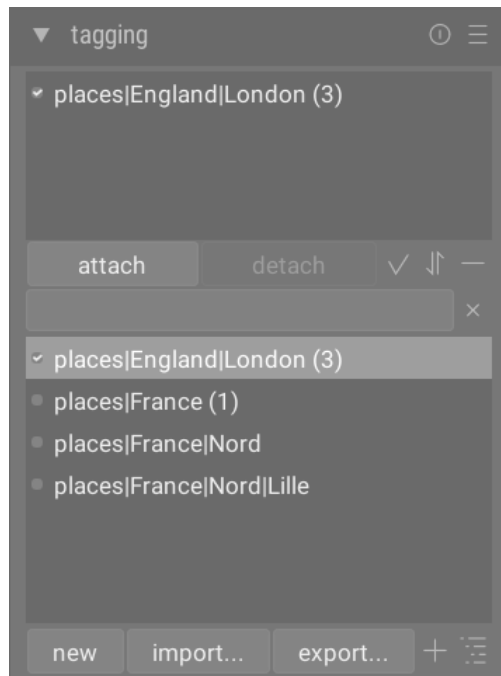 tagging
places|England|London (3)
attach detach
places|England|London (3)
places|France (1)
places|France|Nord
places|France|Nord|Lille
new import... export...